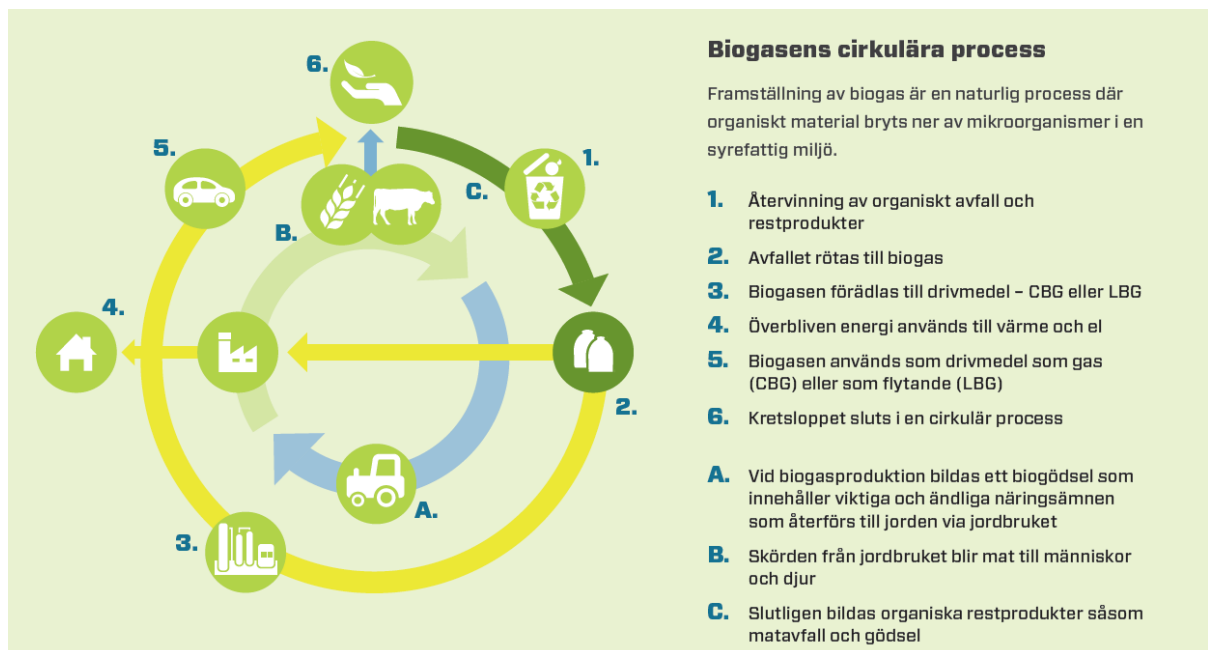 6.
5.
1.
C.
B.
4.
2.
A.
3.
Biogasens cirkulära process
Framställning av biogas är en naturlig process där
organiskt material bryts ner av mikroorganismer i en
syrefattig miljö.
1. Återvinning av organiskt avfall och
restprodukter
2. Avfallet rötas till biogas
3. Biogasen förädlas till drivmedel – CBG eller LBG
4. Överbliven energi används till värme och el
5. Biogasen används som drivmedel som gas
(CBG) eller som flytande (LBG)
6. Kretsloppet sluts i en cirkulär process
A. Vid biogasproduktion bildas ett biogödsel som
innehåller viktiga och ändliga näringsämnen
som återförs till jorden via jordbruket
B. Skörden från jordbruket blir mat till människor
och djur
C. Slutligen bildas organiska restprodukter såsom
matavfall och gödsel